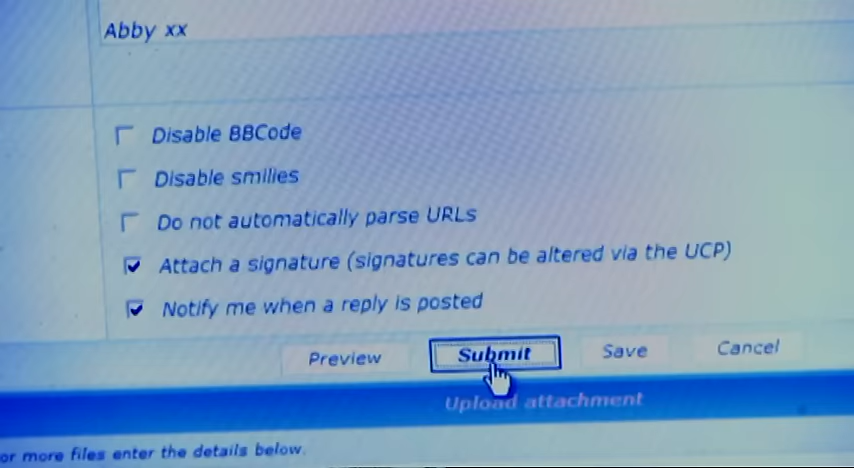 Abby xx
Disable BBCode
Disable smilies
Do not automatically parse URLs
Attach a signature (signatures can be altered via the UCP)
Notify me when a reply is posted
Preview Submit Save Cancel
Upload attachment
or more files enter the details below.